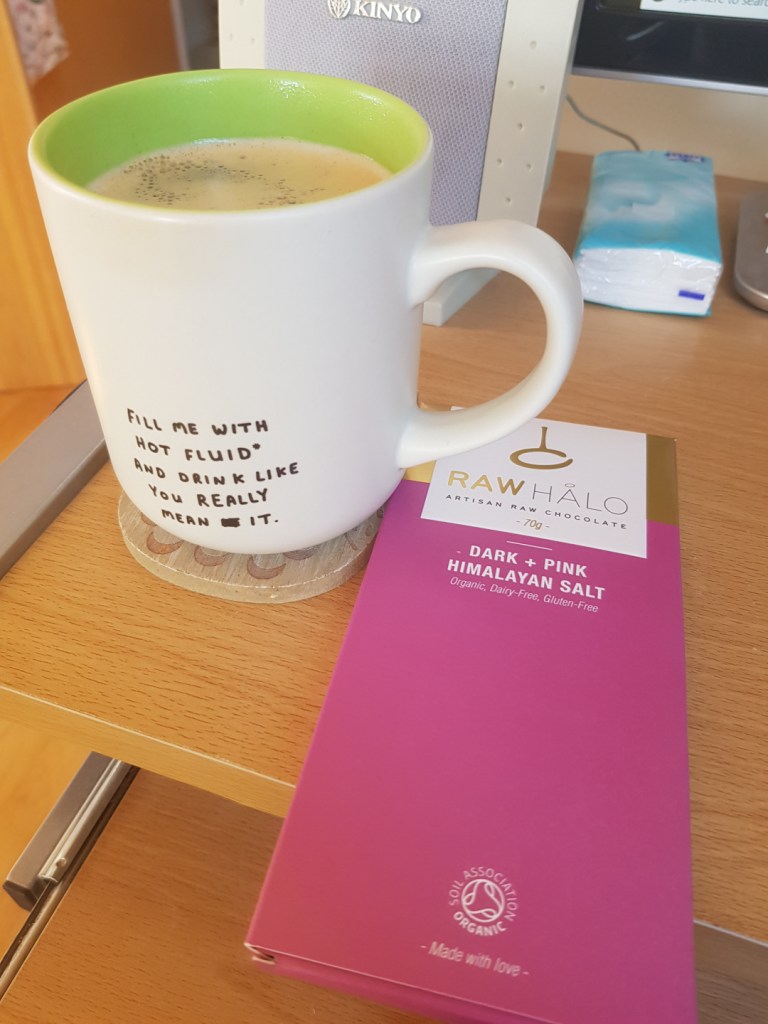 KINYO
FILL ME WITH
HOT FLUID*
AND DRINK LIKE
YOU REALLY
MEAN IT.
RAW HÅLO
ARTISAN RAW CHOCOLATE
- 70g -
- DARK + PINK
HIMALAYAN SALT
Organic, Dairy-Free, Gluten-Free
SOIL ASSOCIATION
ORGANIC
- Made with love -